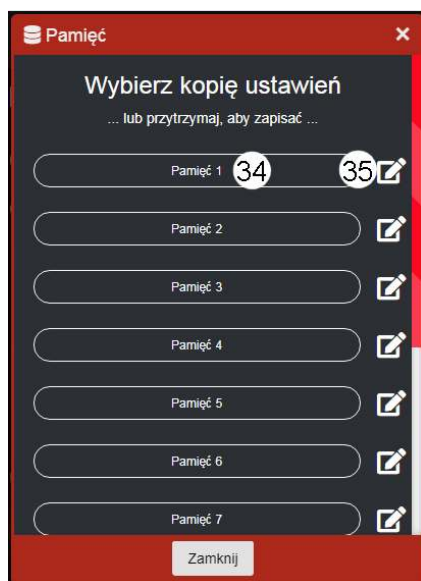 Pamięć
Wybierz kopię ustawień
... lub przytrzymaj, aby zapisać ...
Pamięć 1 34 35
Pamięć 2
Pamięć 3
Pamięć 4
Pamięć 5
Pamięć 6
Pamięć 7
Zamknij